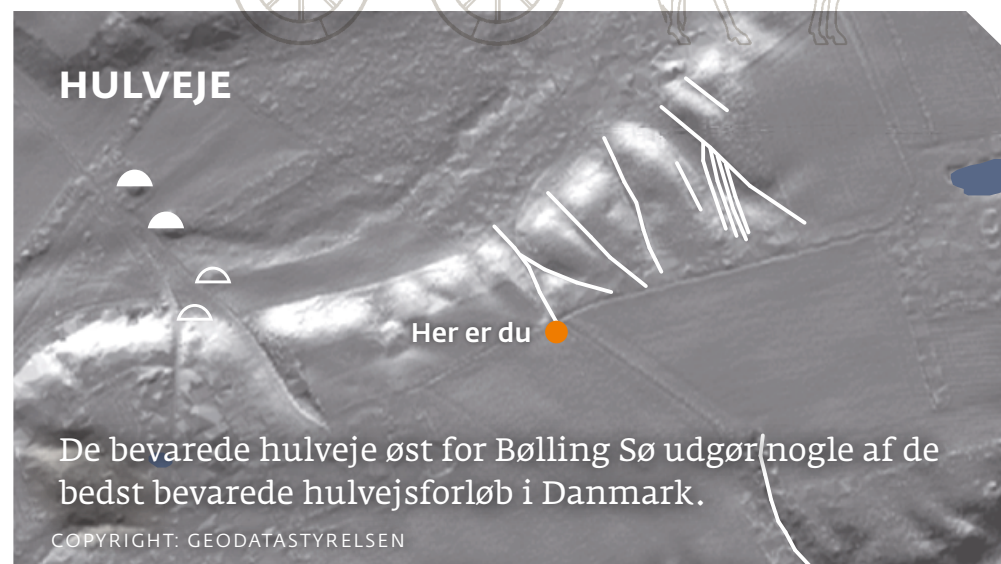 HULVEJE
Her er du
De bevarede hulveje øst for Bølling Sø udgør nogle af de
bedst bevarede hulvejsforløb i Danmark.
COPYRIGHT: GEODATASTYRELSEN